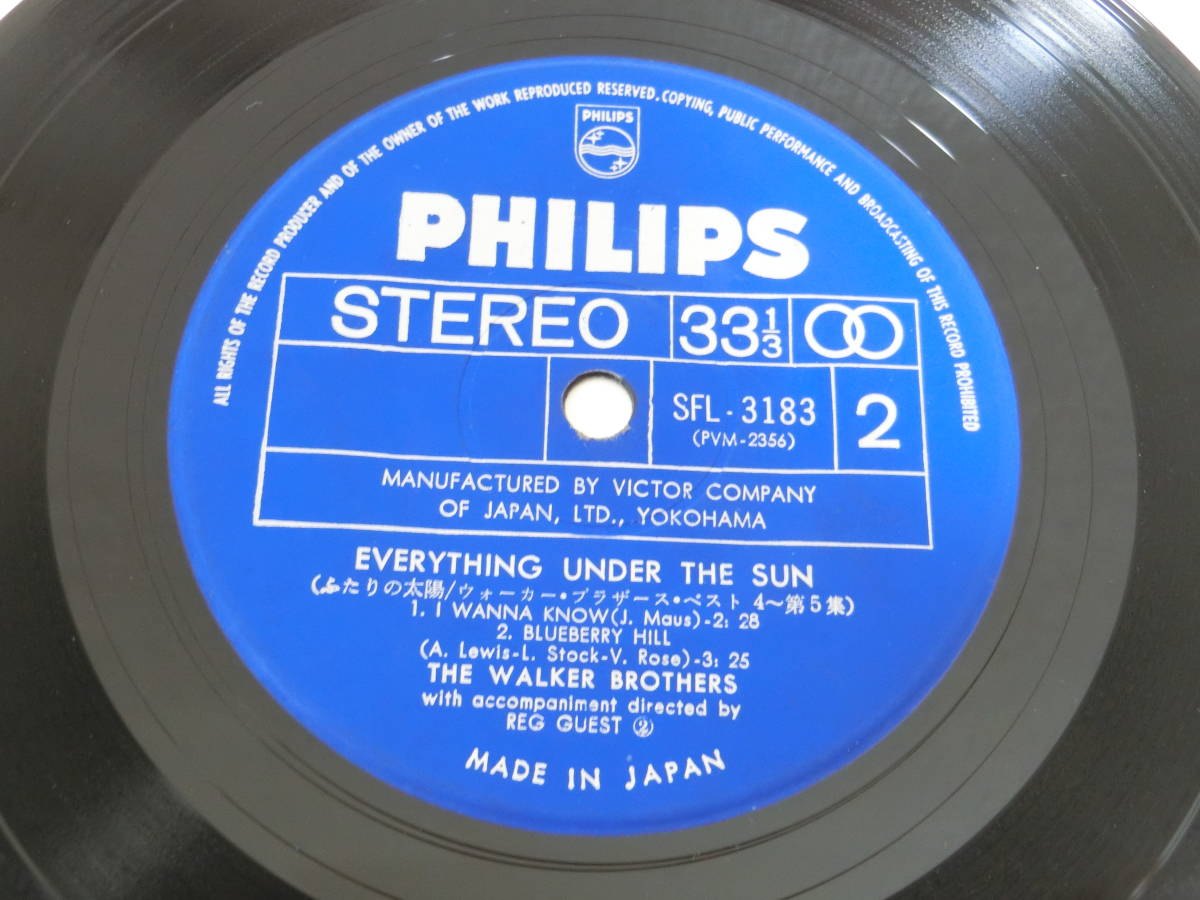 ALL RIGHTS OF THE RECORD PRODUCER AND OF THE OWNER OF THE WORK REPRODUCED RESERVED. COPYING, PUBLIC PERFORMANCE AND BROADCASTING OF THIS RECORD PROHIBITED
PHILIPS
PHILIPS
STEREO 33 1/3
SFL-3183 2
(PVM-2356)
MANUFACTURED BY VICTOR COMPANY
OF JAPAN, LTD., YOKOHAMA
EVERYTHING UNDER THE SUN
(ふたりの太陽/ウォーカー・ブラザース・ベスト 4〜第5集)
1. I WANNA KNOW(J. Maus)-2: 28
2. BLUEBERRY HILL
(A. Lewis-L. Stock-V. Rose)-3: 25
THE WALKER BROTHERS
with accompaniment directed by
REG GUEST ②
MADE IN JAPAN